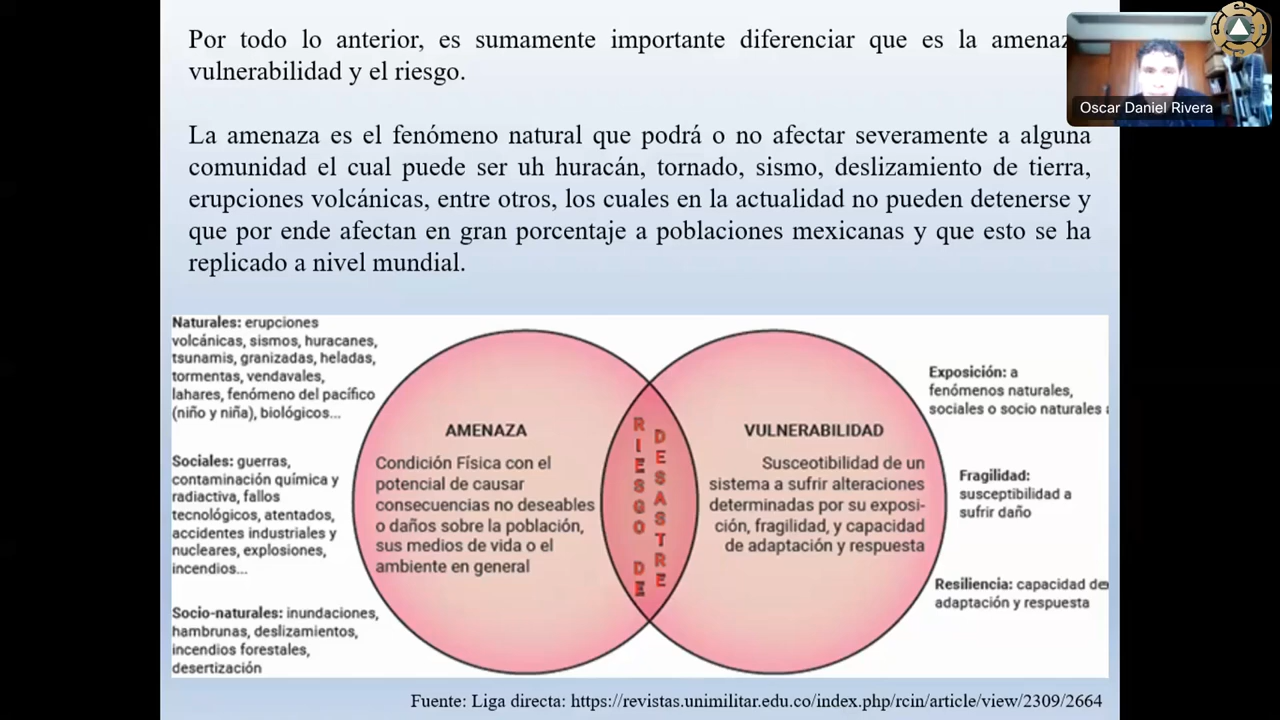 Por todo lo anterior, es sumamente importante diferenciar que es la
vulnerabilidad y el riesgo.
La amenaza es el fenómeno natural que podrá o no afectar severamente a alguna
comunidad el cual puede ser uh huracán, tornado, sismo, deslizamiento de tierra,
erupciones volcánicas, entre otros, los cuales en la actualidad no pueden detenerse y
que por ende afectan en gran porcentaje a poblaciones mexicanas y que esto se ha
replicado a nivel mundial.
Oscar Daniel Rivera
Naturales: erupciones
volcánicas, sismos, huracanes,
tsunamis, granizadas, heladas,
tormentas, vendavales,
lahares, fenómeno del pacífico
(niño y niña), biológicos...
Sociales: guerras,
contaminación química y
radiactiva, fallos
tecnológicos, atentados,
accidentes industriales y
nucleares, explosiones,
incendios...
Socio-naturales: inundaciones,
hambrunas, deslizamientos,
incendios forestales,
desertización
AMENAZA
Condición Física con el
potencial de causar
consecuencias no deseables
o daños sobre la población,
sus medios de vida o el
ambiente en general
RIESGO DE
DESASTRE
VULNERABILIDAD
Susceotibilidad de un
sistema a sufrir alteraciones
determinadas por su exposi-
ción, fragilidad, y capacidad
de adaptación y respuesta
Exposición: a
fenómenos naturales,
sociales o socio naturales
Fragilidad:
susceptibilidad a
sufrir daño
Resiliencia: capacidad de
adaptación y respuesta
Fuente: Liga directa: https://revistas.unimilitar.edu.co/index.php/rcin/article/view/2309/2664